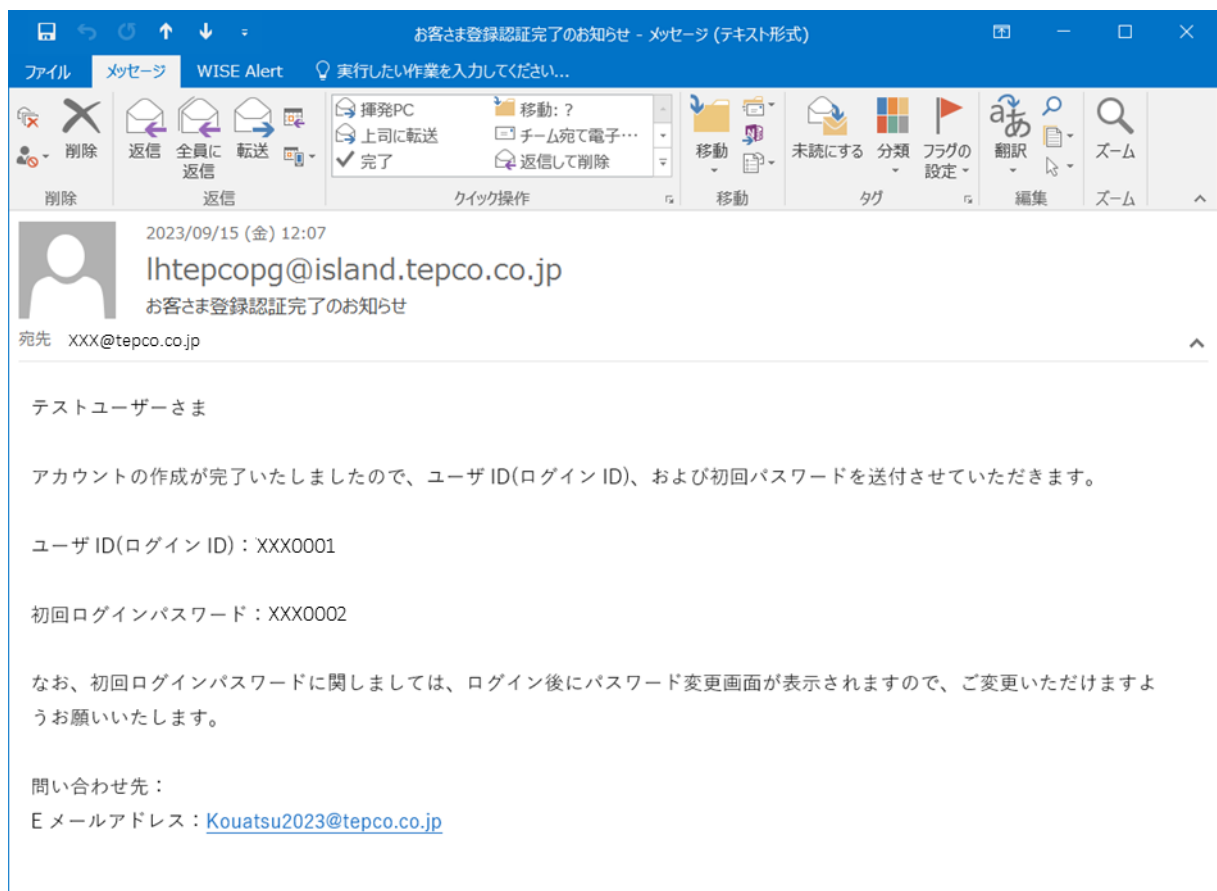 お客さま登録認証完了のお知らせ - メッセージ (テキスト形式)
ファイル メッセージ WISE Alert 実行したい作業を入力してください...
削除 返信 全員に返信 転送
揮発PC 移動: ?
上司に転送 チーム宛て電子…
完了 返信して削除
移動 未読にする 分類 フラグの設定 翻訳 ズーム
削除 返信 クイック操作 移動 タグ 編集 ズーム
2023/09/15 (金) 12:07
lhtepcopg@island.tepco.co.jp
お客さま登録認証完了のお知らせ
宛先 XXX@tepco.co.jp
テストユーザーさま
アカウントの作成が完了いたしましたので、ユーザ ID(ログイン ID)、および初回パスワードを送付させていただきます。
ユーザ ID(ログイン ID)：XXX0001
初回ログインパスワード：XXX0002
なお、初回ログインパスワードに関しましては、ログイン後にパスワード変更画面が表示されますので、ご変更いただけますよ
うお願いいたします。
問い合わせ先：
E メールアドレス：Kouatsu2023@tepco.co.jp